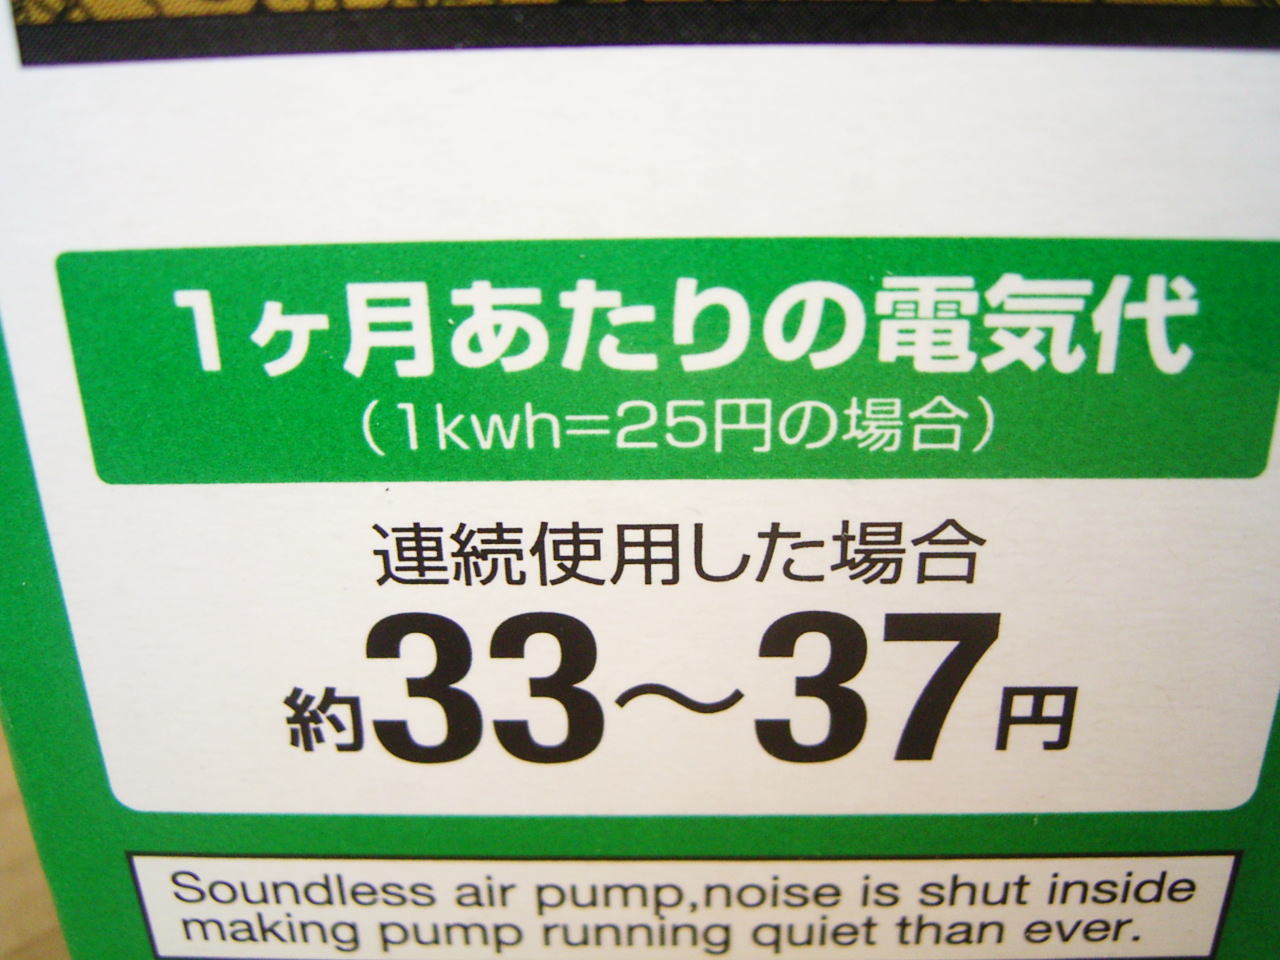 1ヶ月あたりの電気代
(1kwh=25円の場合)
連続使用した場合
約33〜37円
Soundless air pump,noise is shut inside
making pump running quiet than ever.